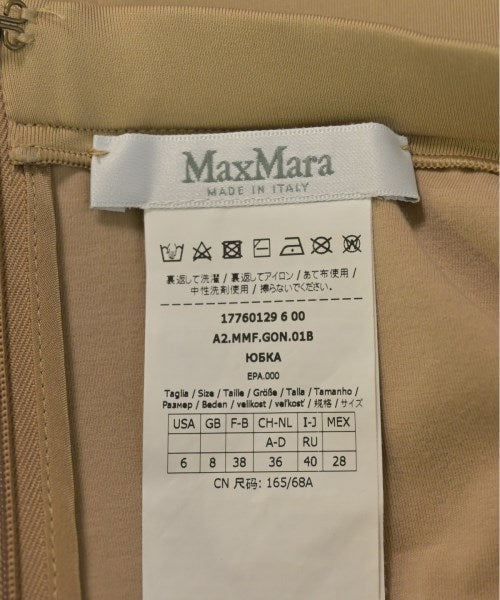 MaxMara
MADE IN ITALY
裏返して洗濯 / 裏返してアイロン / あて布使用 /
中性洗剤使用 / 擦らないでください。
17760129 6 00
A2.MMF.GON.01B
ЮБКА
EPA.000
Taglia / Size / Taille / Größe / Talla / Tamanho /
Размер / Beden / velikost / veľkosť / 规格 / サイズ
USA GB F-B CH-NL I-J MEX
A-D RU
6 8 38 36 40 28
CN 尺码: 165/68A